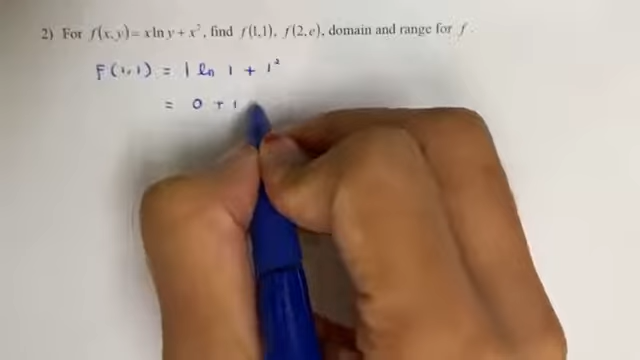 2) For f(x, y) = x ln y + x², find f(1,1), f(2, e), domain and range for f.
F(1,1) = 1 ln 1 + 1²
= 0 + 1